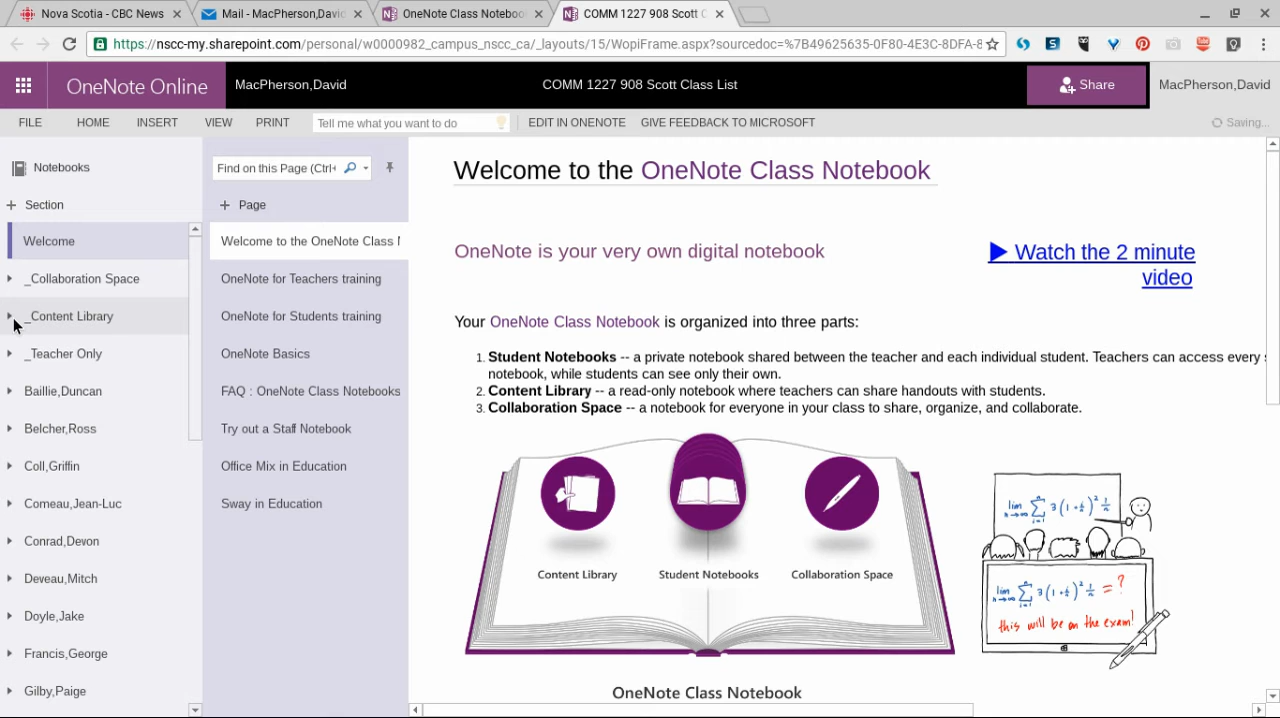 Nova Scotia - CBC News
Mail - MacPherson,David
OneNote Class Notebook
COMM 1227 908 Scott C
https://nscc-my.sharepoint.com/personal/w0000982_campus_nscc_ca/_layouts/15/WopiFrame.aspx?sourcedoc=%7B49625635-0F80-4E3C-8DFA-8
OneNote Online
MacPherson,David
COMM 1227 908 Scott Class List
Share
MacPherson,David
FILE
HOME
INSERT
VIEW
PRINT
Tell me what you want to do
EDIT IN ONENOTE
GIVE FEEDBACK TO MICROSOFT
Saving...
Notebooks
+ Section
Welcome
_Collaboration Space
_Content Library
_Teacher Only
Baillie,Duncan
Belcher,Ross
Coll,Griffin
Comeau,Jean-Luc
Conrad,Devon
Deveau,Mitch
Doyle,Jake
Francis,George
Gilby,Paige
Find on this Page (Ctrl+
+ Page
Welcome to the OneNote Class N
OneNote for Teachers training
OneNote for Students training
OneNote Basics
FAQ : OneNote Class Notebooks
Try out a Staff Notebook
Office Mix in Education
Sway in Education
Welcome to the OneNote Class Notebook
OneNote is your very own digital notebook
▶ Watch the 2 minute
video
Your OneNote Class Notebook is organized into three parts:
1. Student Notebooks -- a private notebook shared between the teacher and each individual student. Teachers can access every s
notebook, while students can see only their own.
2. Content Library -- a read-only notebook where teachers can share handouts with students.
3. Collaboration Space -- a notebook for everyone in your class to share, organize, and collaborate.
Content Library
Student Notebooks
Collaboration Space
= ?
this will be on the exam!
OneNote Class Notebook